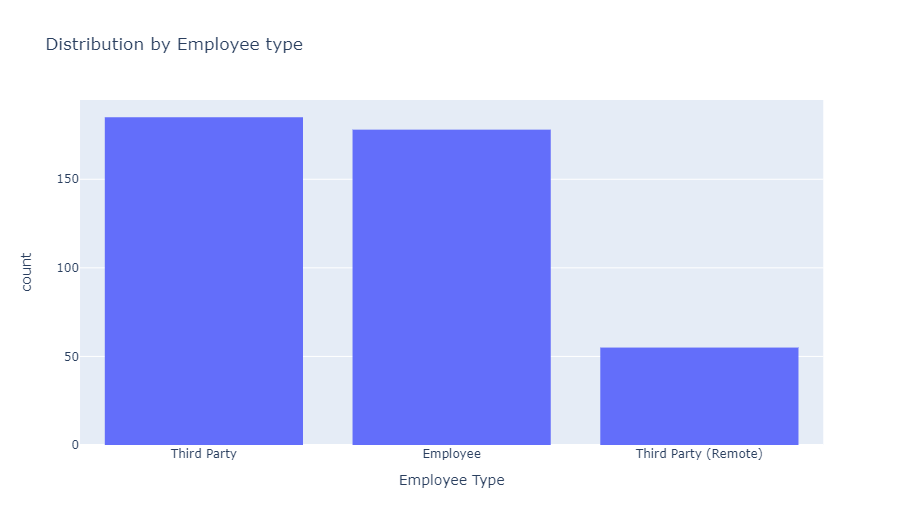 Distribution by Employee type
150
100
50
0
count
Third Party
Employee
Third Party (Remote)
Employee Type